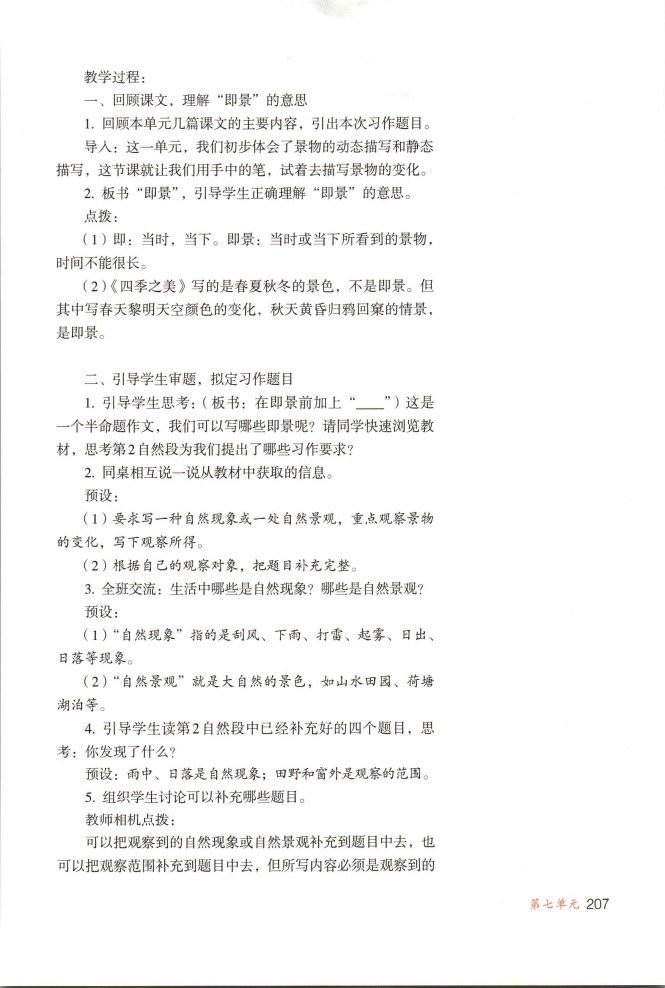 教学过程：
一、回顾课文，理解“即景”的意思
1. 回顾本单元几篇课文的主要内容，引出本次习作题目。
导入：这一单元，我们初步体会了景物的动态描写和静态
描写，这节课就让我们用手中的笔，试着去描写景物的变化。
2. 板书“即景”，引导学生正确理解“即景”的意思。
点拨：
（1）即：当时，当下。即景：当时或当下所看到的景物，
时间不能很长。
（2）《四季之美》写的是春夏秋冬的景色，不是即景。但
其中写春天黎明天空颜色的变化，秋天黄昏归鸦回窠的情景，
是即景。
二、引导学生审题，拟定习作题目
1. 引导学生思考：（板书：在即景前加上“____”）这是
一个半命题作文，我们可以写哪些即景呢？请同学快速浏览教
材，思考第2自然段为我们提出了哪些习作要求？
2. 同桌相互说一说从教材中获取的信息。
预设：
（1）要求写一种自然现象或一处自然景观，重点观察景物
的变化，写下观察所得。
（2）根据自己的观察对象，把题目补充完整。
3. 全班交流：生活中哪些是自然现象？哪些是自然景观？
预设：
（1）“自然现象”指的是刮风、下雨、打雷、起雾、日出、
日落等现象。
（2）“自然景观”就是大自然的景色，如山水田园、荷塘
湖泊等。
4. 引导学生读第2自然段中已经补充好的四个题目，思
考：你发现了什么？
预设：雨中、日落是自然现象；田野和窗外是观察的范围。
5. 组织学生讨论可以补充哪些题目。
教师相机点拨：
可以把观察到的自然现象或自然景观补充到题目中去，也
可以把观察范围补充到题目中去，但所写内容必须是观察到的
第七单元 207